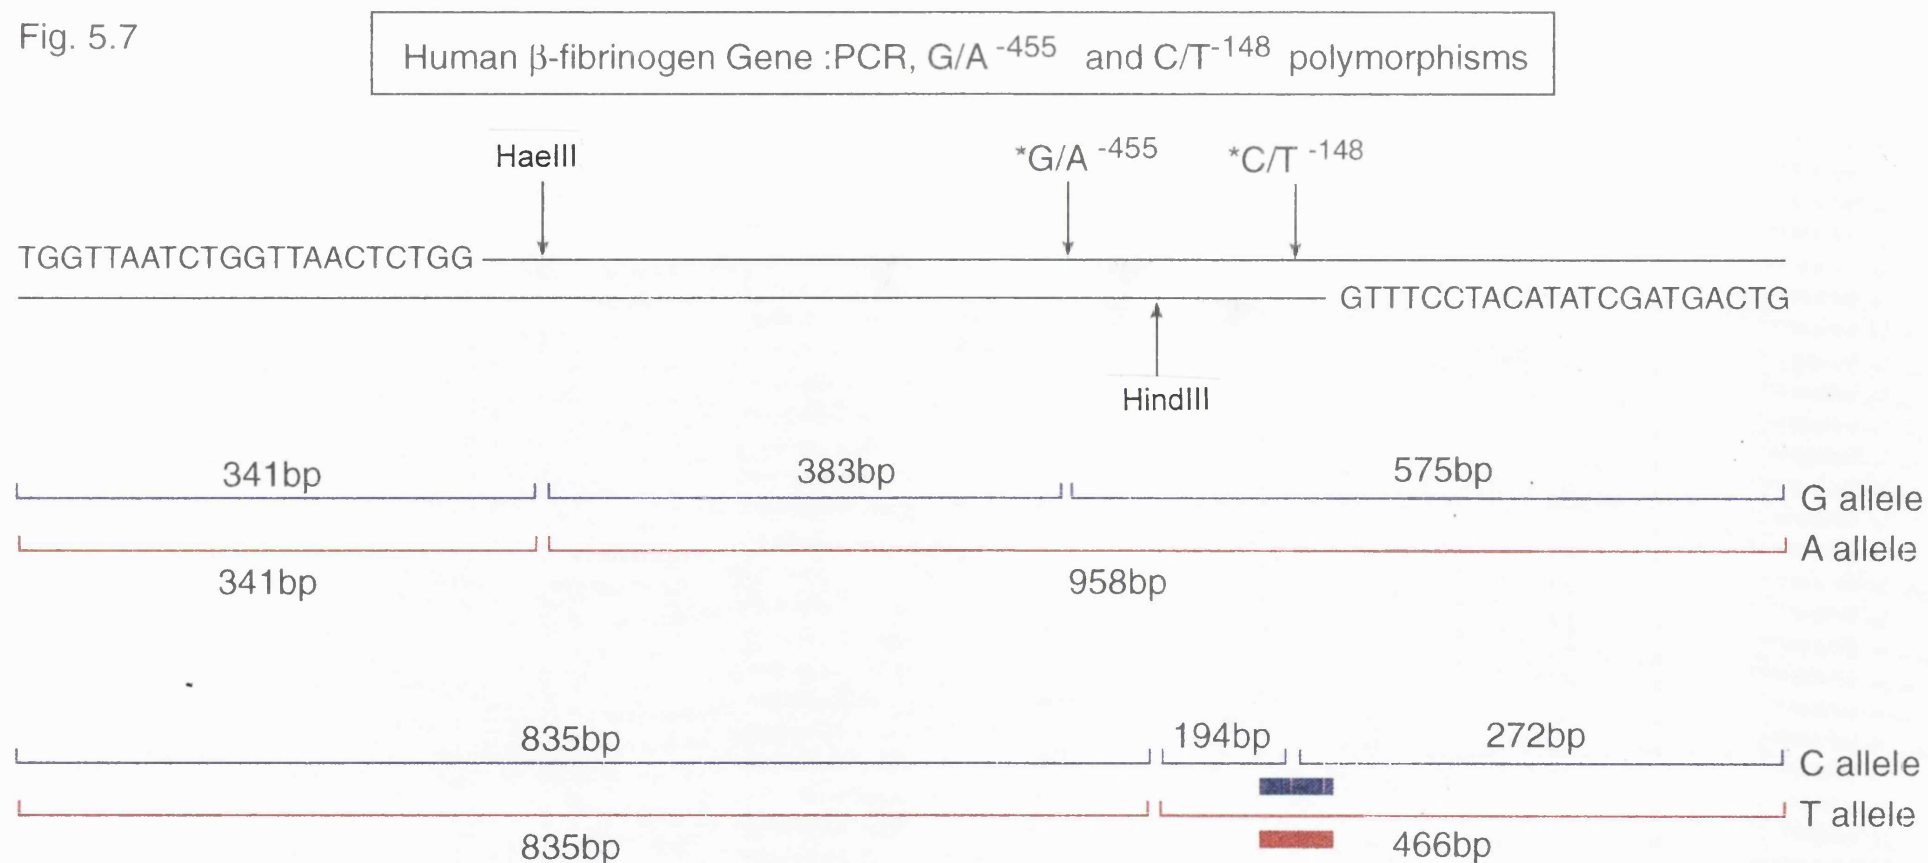 Fig. 5.7
Human β-fibrinogen Gene :PCR, G/A -455 and C/T-148 polymorphisms
HaeIII
*G/A -455
*C/T -148
TGGTTAATCTGGTTAACTCTGG
GTTTCCTACATATCGATGACTG
HindIII
341bp
383bp
575bp
G allele
A allele
341bp
958bp
835bp
194bp
272bp
C allele
T allele
835bp
466bp